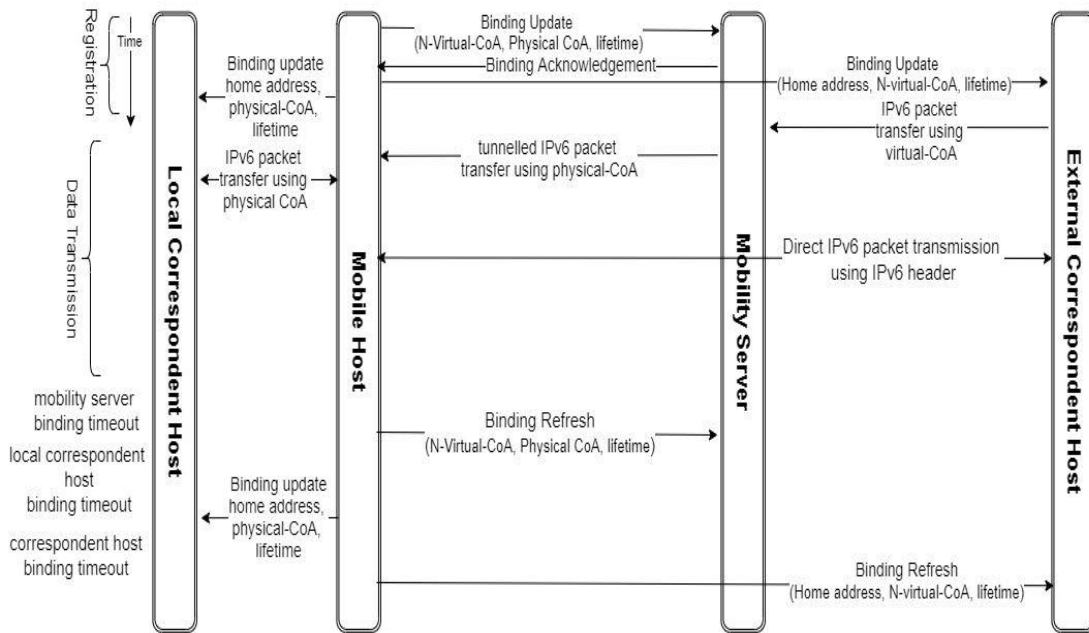 Registration
Time
Binding Update
(N-Virtual-CoA, Physical CoA, lifetime)
Binding Acknowledgement
Binding Update
(Home address, N-virtual-CoA, lifetime)
Binding update
home address,
physical-CoA,
lifetime
IPv6 packet
transfer using
virtual-CoA
tunnelled IPv6 packet
transfer using physical-CoA
IPv6 packet
transfer using
physical CoA
Data Transmission
Local Correspondent Host
Mobile Host
Mobility Server
External Correspondent Host
Direct IPv6 packet transmission
using IPv6 header
mobility server
binding timeout
Binding Refresh
(N-Virtual-CoA, Physical CoA, lifetime)
local correspondent
host
binding timeout
Binding update
home address,
physical-CoA,
lifetime
correspondent host
binding timeout
Binding Refresh
(Home address, N-virtual-CoA, lifetime)